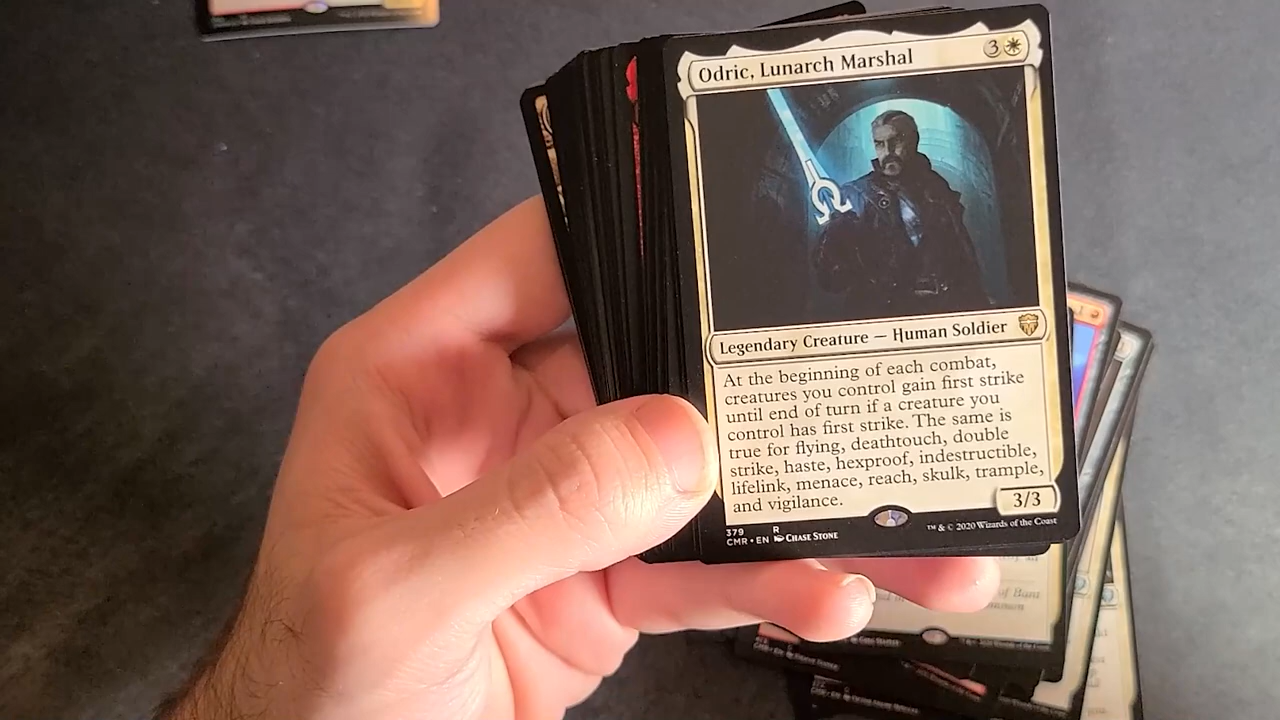 Odric, Lunarch Marshal 3
Legendary Creature — Human Soldier
At the beginning of each combat,
creatures you control gain first strike
until end of turn if a creature you
control has first strike. The same is
true for flying, deathtouch, double
strike, haste, hexproof, indestructible,
lifelink, menace, reach, skulk, trample,
and vigilance.
3/3
379 R
CMR • EN CHASE STONE
™ & © 2020 Wizards of the Coast
of Bant